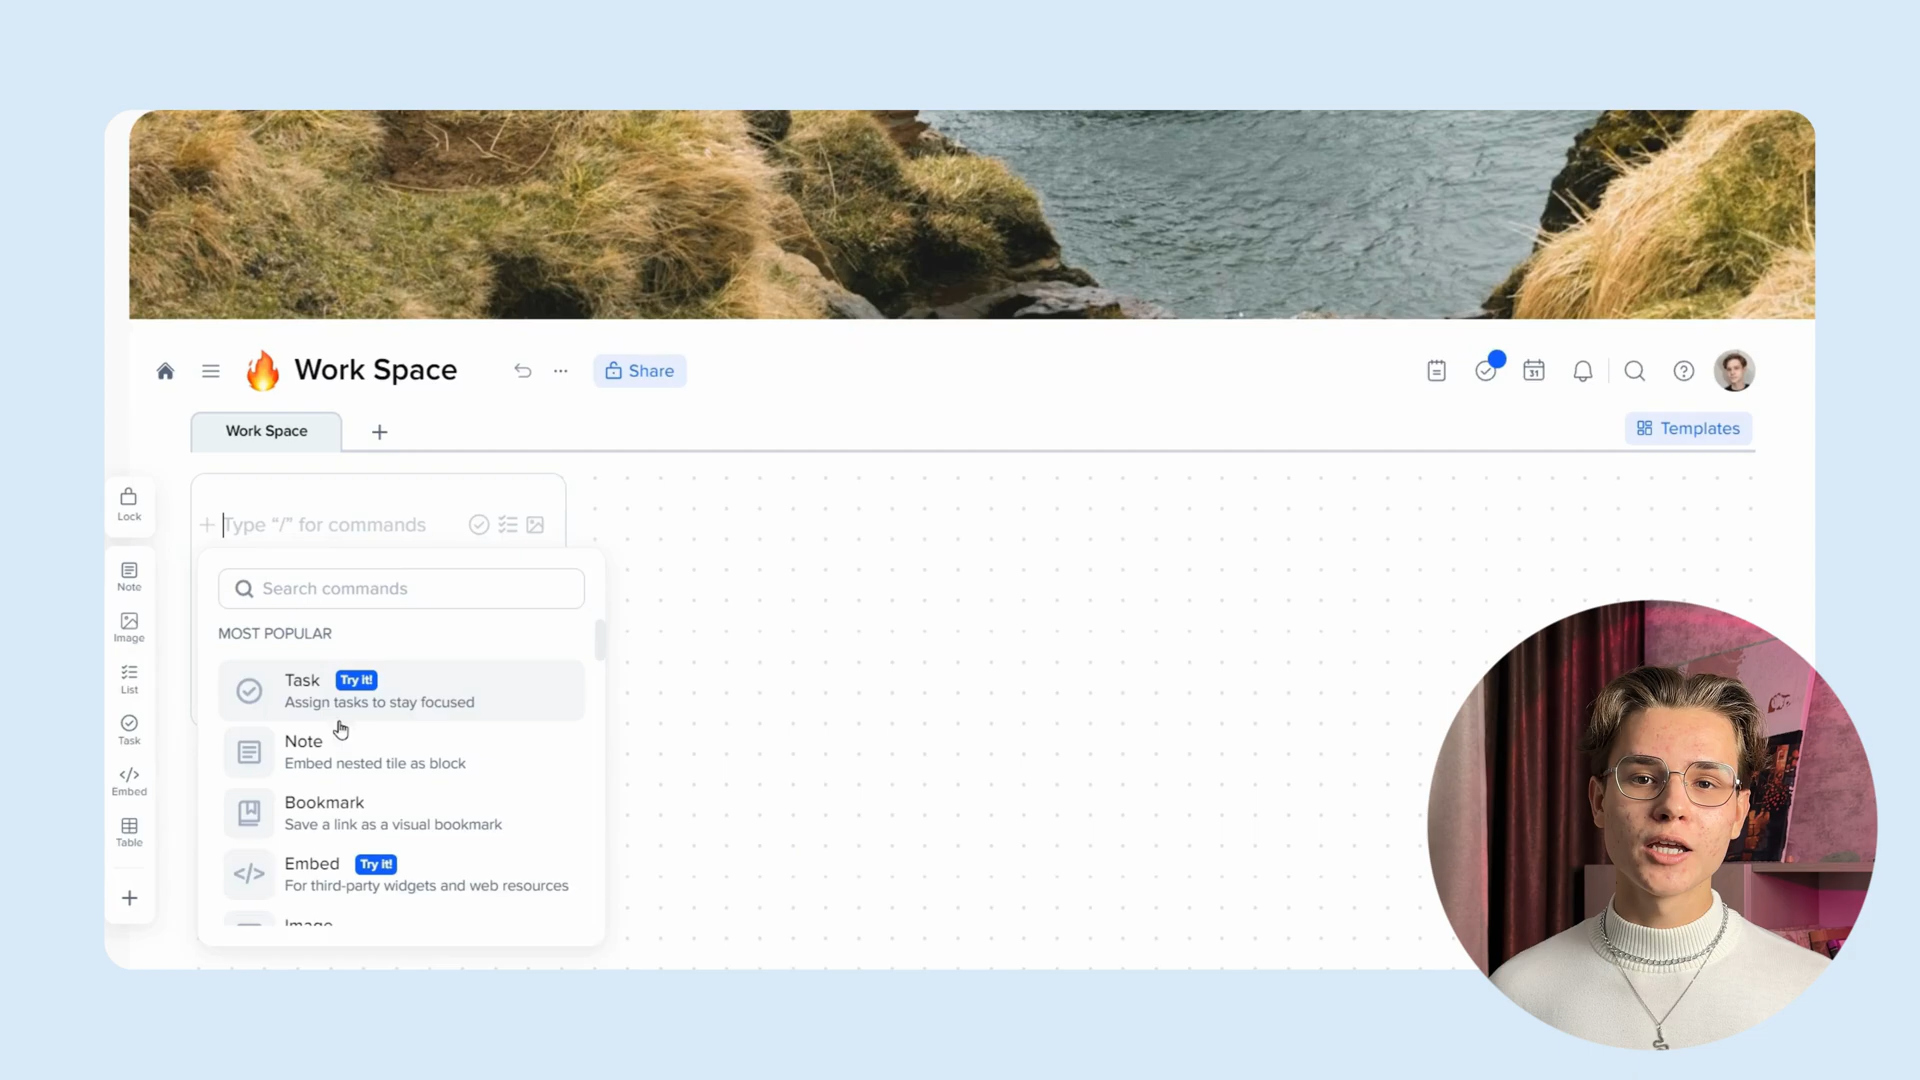 Work Space
Share
31
Work Space
Templates
Lock
Type “/” for commands
Note
Image
List
Task
Embed
Table
Search commands
MOST POPULAR
Task Try it!
Assign tasks to stay focused
Note
Embed nested tile as block
Bookmark
Save a link as a visual bookmark
Embed Try it!
For third-party widgets and web resources
Image